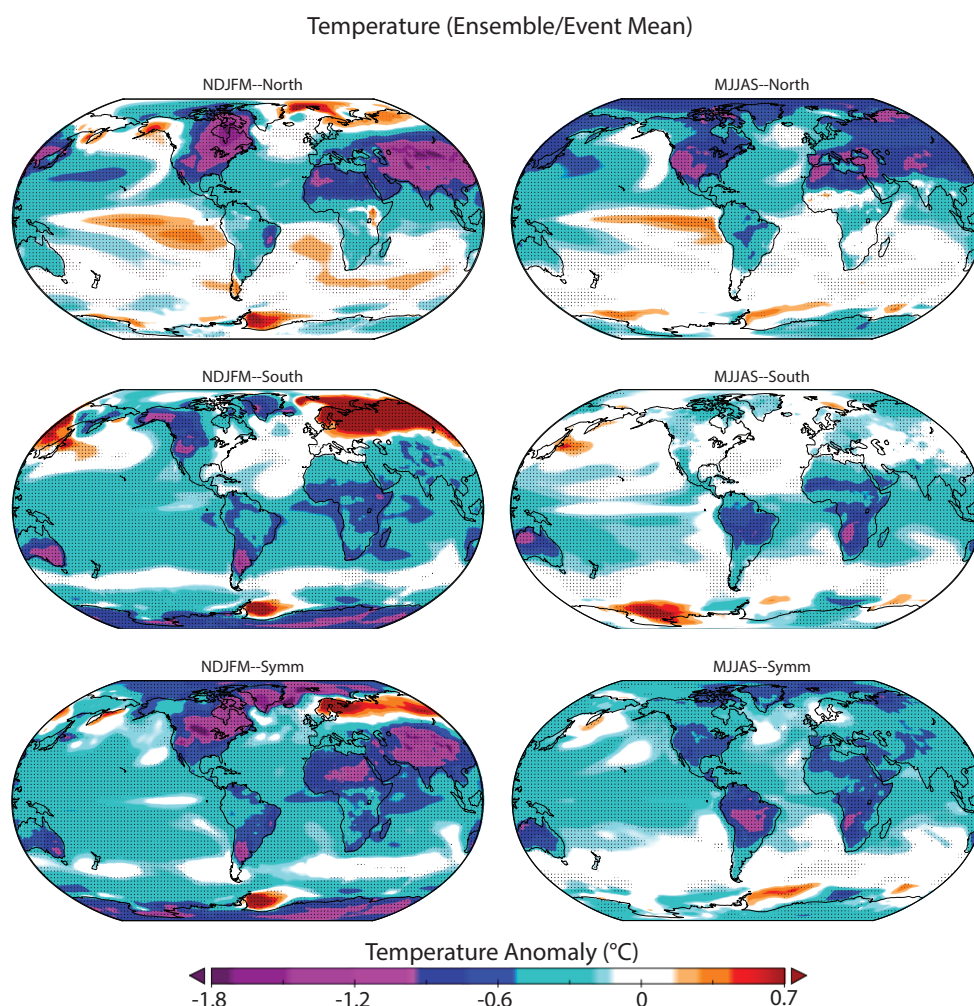 Temperature (Ensemble/Event Mean)
NDJFM--North
MJJAS--North
NDJFM--South
MJJAS--South
NDJFM--Symm
MJJAS--Symm
Temperature Anomaly (°C)
-1.8 -1.2 -0.6 0 0.7